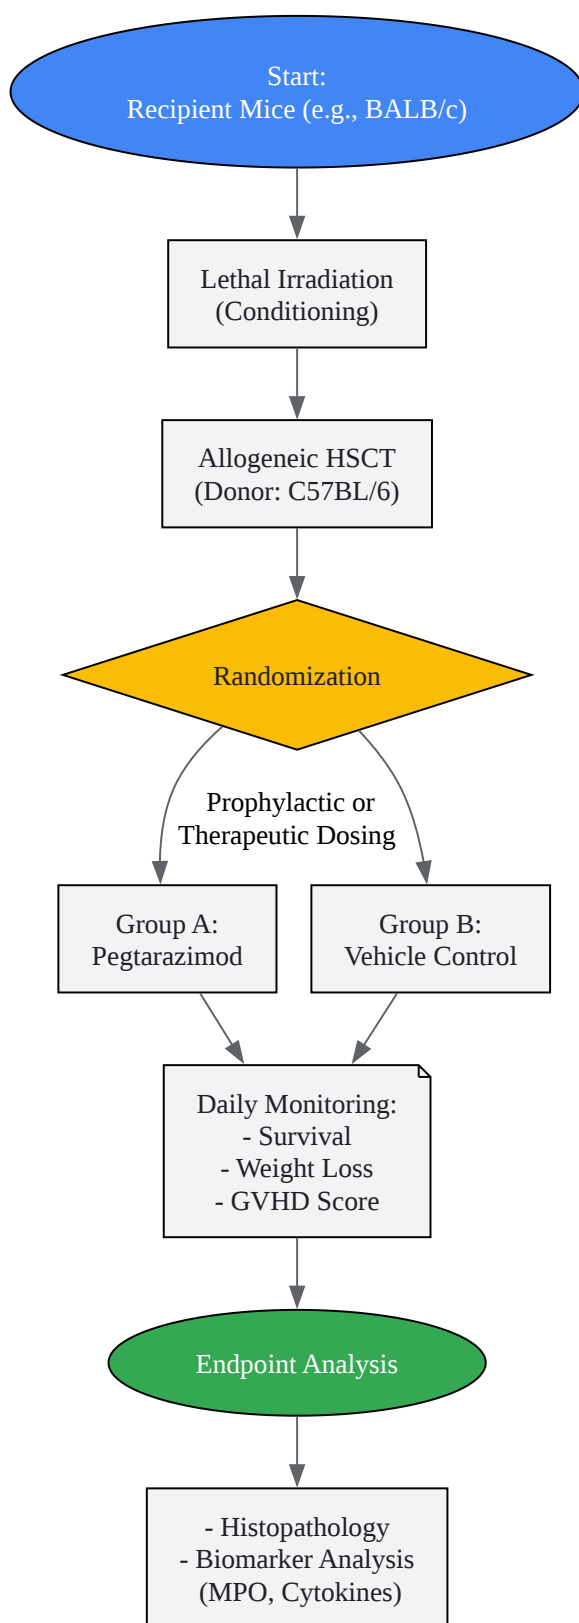 Start:
Recipient Mice (e.g., BALB/c)
Lethal Irradiation
(Conditioning)
Allogeneic HSCT
(Donor: C57BL/6)
Randomization
Prophylactic or
Therapeutic Dosing
Group A:
Pegtarazimod
Group B:
Vehicle Control
Daily Monitoring:
- Survival
- Weight Loss
- GVHD Score
Endpoint Analysis
- Histopathology
- Biomarker Analysis
(MPO, Cytokines)